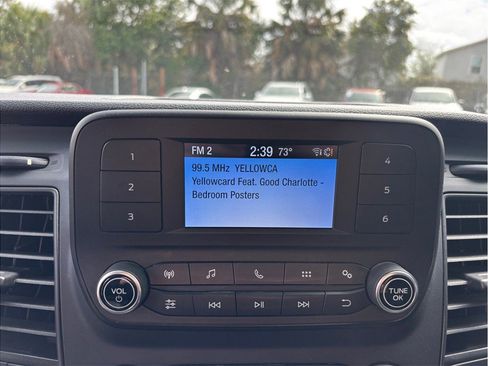 FM 2 2:39 73°
99.5 MHz YELLOWCA
Yellowcard Feat. Good Charlotte -
Bedroom Posters
1
2
3
4
5
6
VOL
TUNE
OK